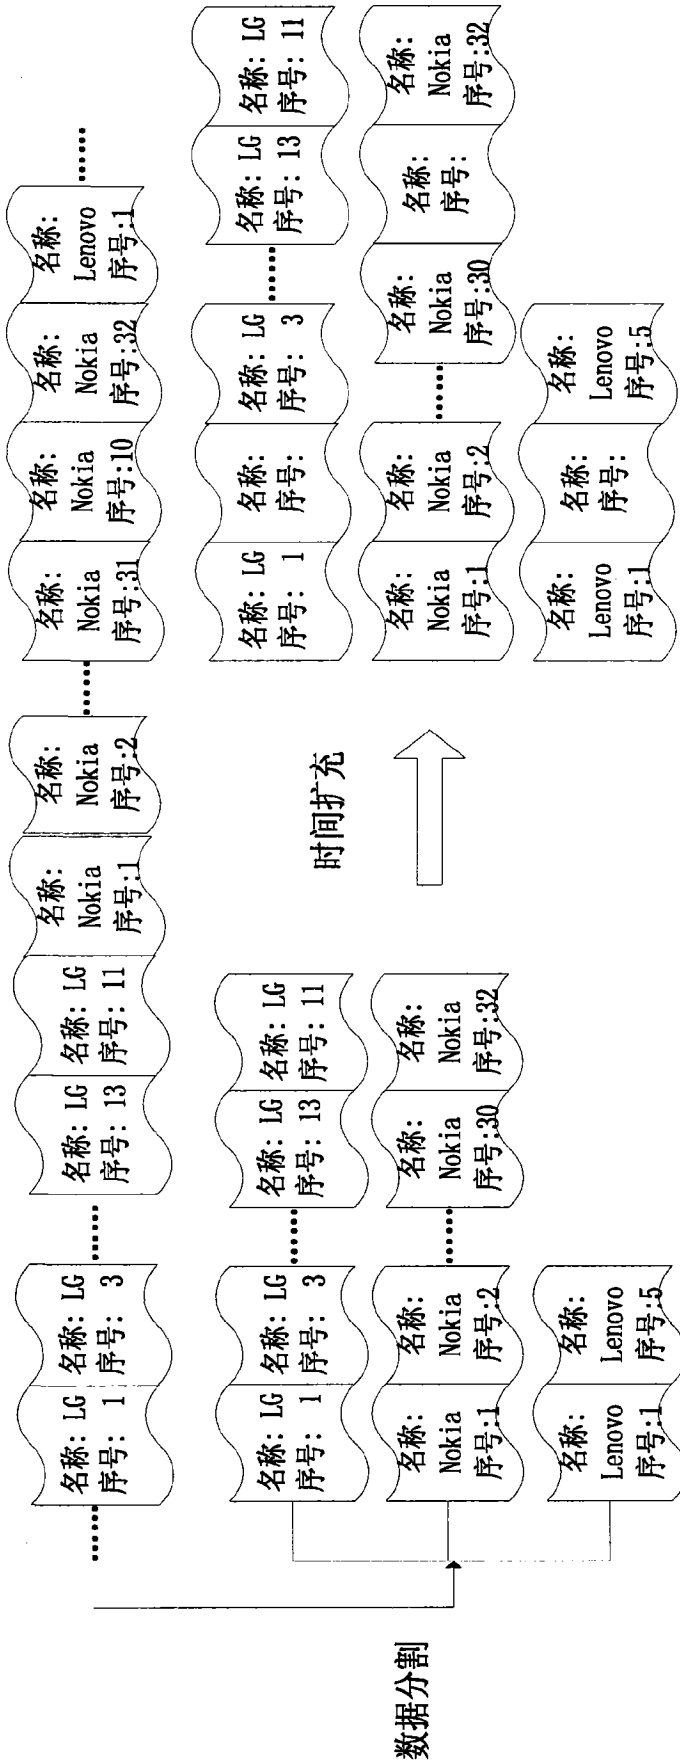 名称: LG
序号: 1
名称: LG
序号: 3
名称: LG
序号: 13
名称: LG
序号: 11
名称:
Nokia
序号:1
名称:
Nokia
序号:2
名称:
Nokia
序号:31
名称:
Nokia
序号:10
名称:
Nokia
序号:32
名称:
Lenovo
序号:1
数据分割
名称: LG
序号: 1
名称: LG
序号: 3
名称: LG
序号: 13
名称: LG
序号: 11
名称:
Nokia
序号:1
名称:
Nokia
序号:2
名称:
Nokia
序号:30
名称:
Nokia
序号:32
名称:
Lenovo
序号:1
名称:
Lenovo
序号:5
时间扩充
名称: LG
序号: 1
名称:
序号:
名称: LG
序号: 3
名称: LG
序号: 13
名称: LG
序号: 11
名称:
Nokia
序号:1
名称:
Nokia
序号:2
名称:
Nokia
序号:30
名称:
序号:
名称:
Nokia
序号:32
名称:
Lenovo
序号:1
名称:
序号:
名称:
Lenovo
序号:5